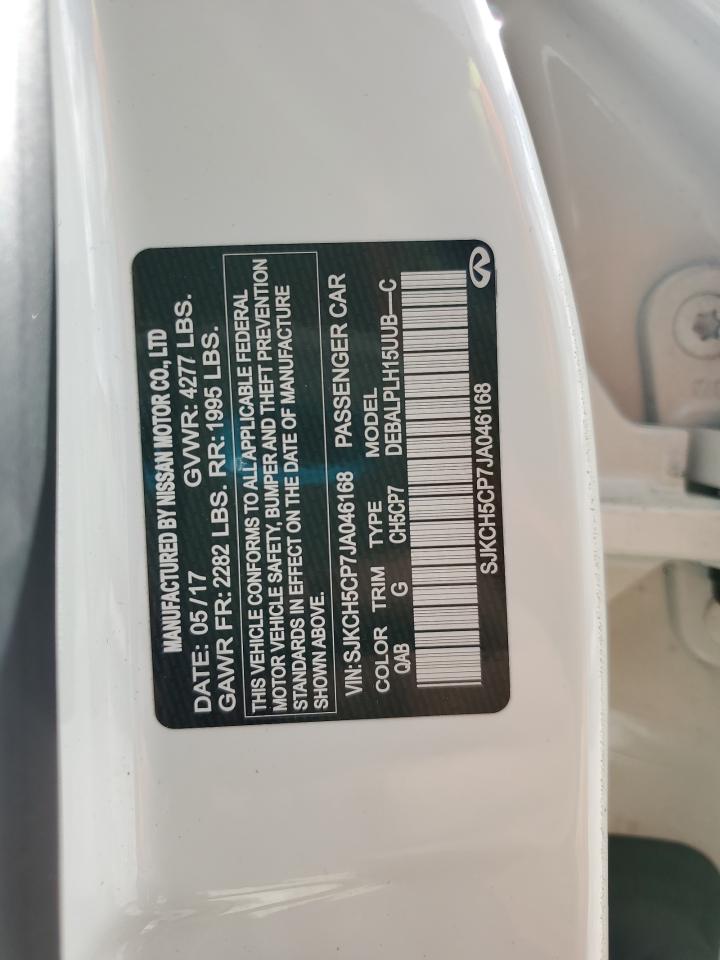 MANUFACTURED BY NISSAN MOTOR CO., LTD
DATE: 05/17 GVWR: 4277 LBS.
GAWR FR: 2282 LBS. RR: 1995 LBS.
THIS VEHICLE CONFORMS TO ALL APPLICABLE FEDERAL
MOTOR VEHICLE SAFETY, BUMPER AND THEFT PREVENTION
STANDARDS IN EFFECT ON THE DATE OF MANUFACTURE
SHOWN ABOVE.
VIN: SJKCH5CP7JA046168 PASSENGER CAR
COLOR TRIM TYPE MODEL
QAB G CH5CP7 DEBALPLH15UUB—C
SJKCH5CP7JA046168